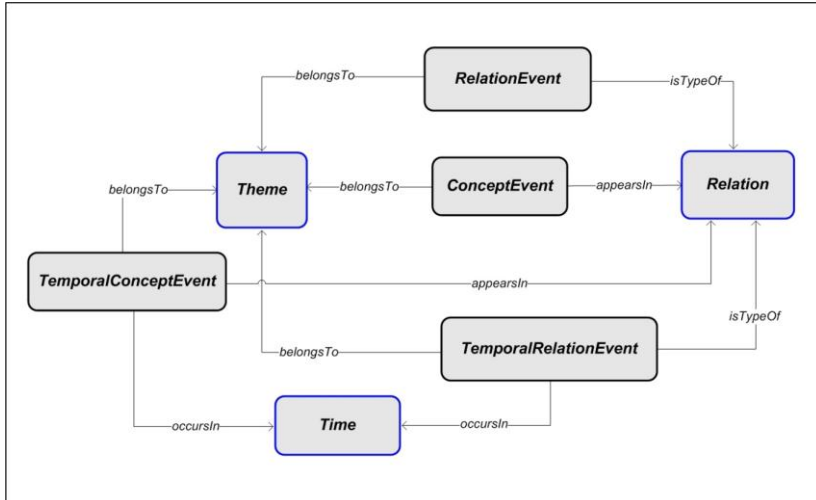 belongsTo
RelationEvent
isTypeOf
Theme
belongsTo
belongsTo
ConceptEvent
appearsIn
Relation
TemporalConceptEvent
appearsIn
isTypeOf
belongsTo
TemporalRelationEvent
occursIn
Time
occursIn